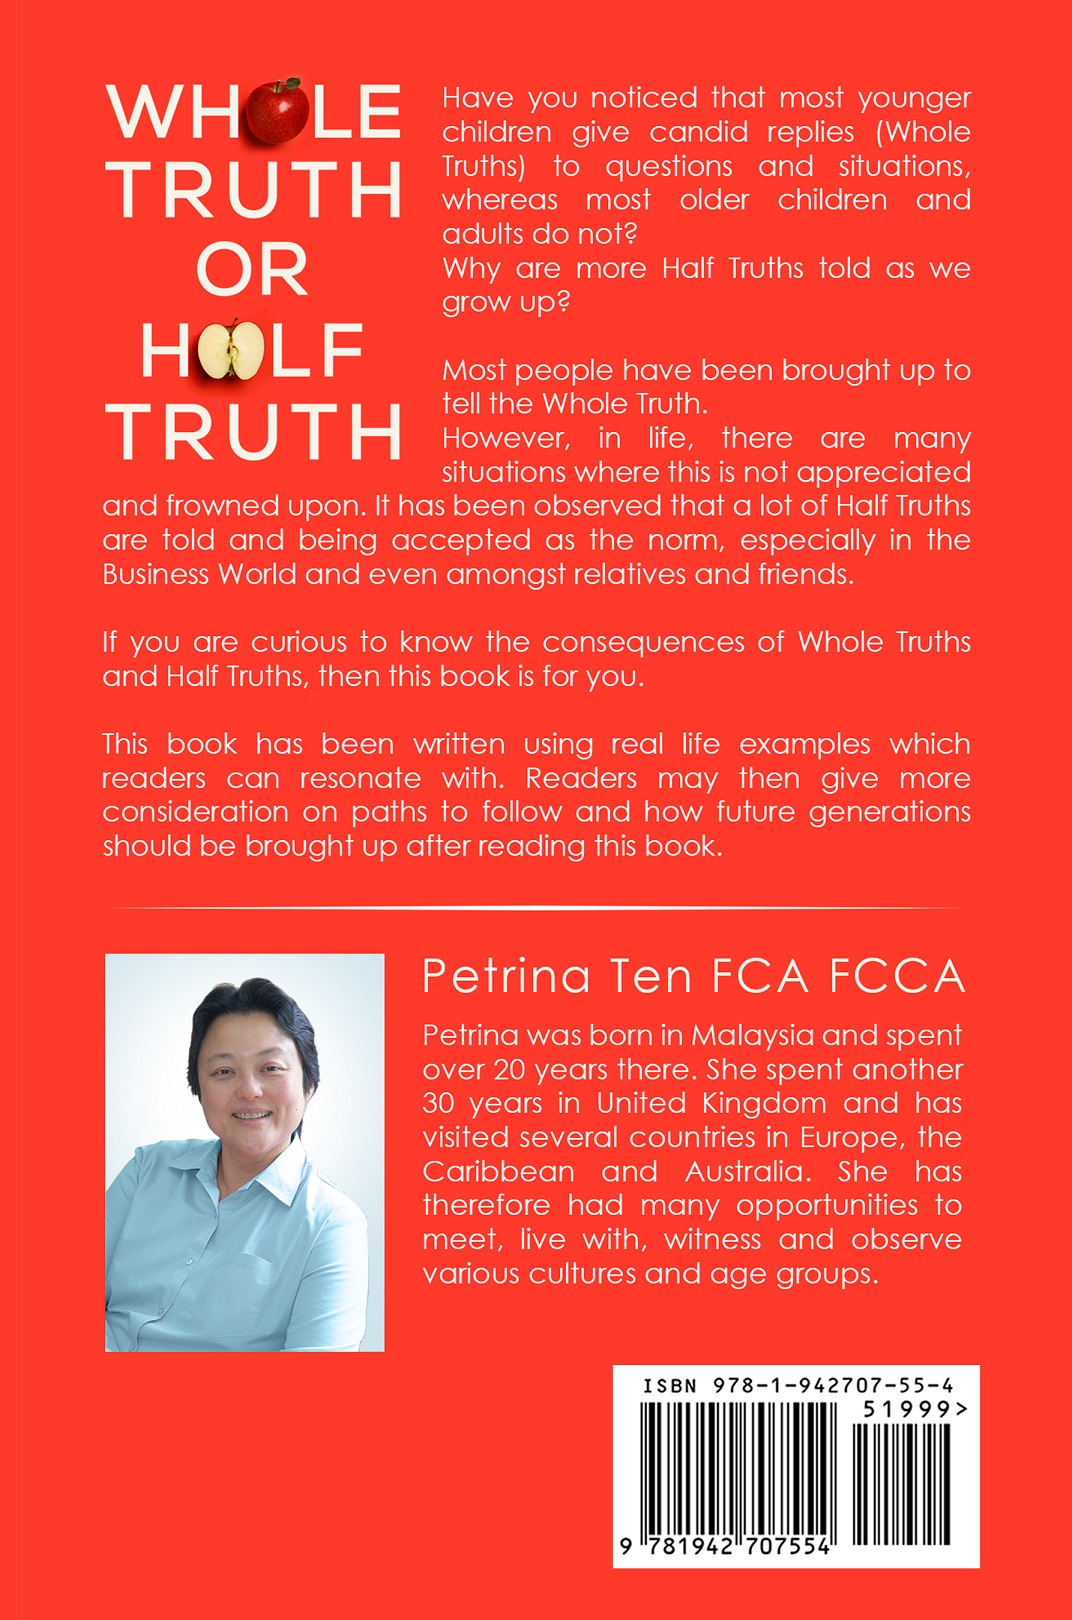 WHOLE
TRUTH
OR
HALF
TRUTH
Have you noticed that most younger
children give candid replies (Whole
Truths) to questions and situations,
whereas most older children and
adults do not?
Why are more Half Truths told as we
grow up?
Most people have been brought up to
tell the Whole Truth.
However, in life, there are many
situations where this is not appreciated
and frowned upon. It has been observed that a lot of Half Truths
are told and being accepted as the norm, especially in the
Business World and even amongst relatives and friends.
If you are curious to know the consequences of Whole Truths
and Half Truths, then this book is for you.
This book has been written using real life examples which
readers can resonate with. Readers may then give more
consideration on paths to follow and how future generations
should be brought up after reading this book.
Petrina Ten FCA FCCA
Petrina was born in Malaysia and spent
over 20 years there. She spent another
30 years in United Kingdom and has
visited several countries in Europe, the
Caribbean and Australia. She has
therefore had many opportunities to
meet, live with, witness and observe
various cultures and age groups.
ISBN 978-1-942707-55-4
51999>
9 781942 707554